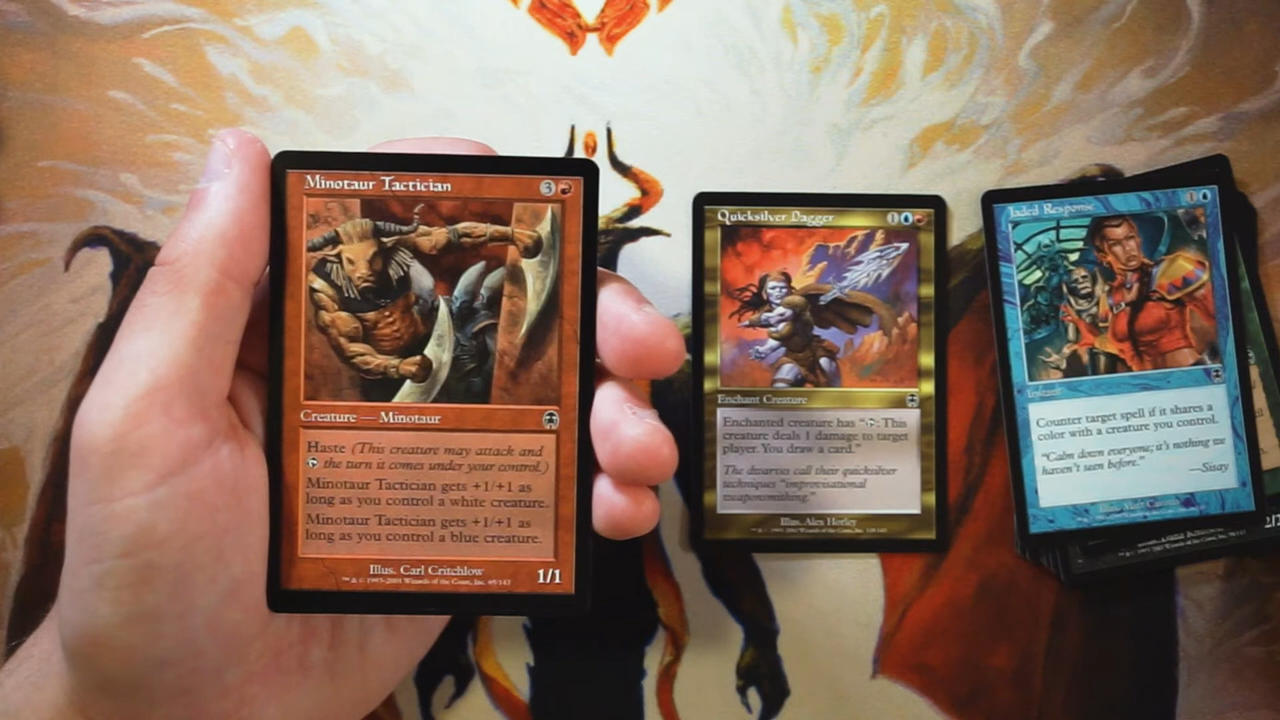 Minotaur Tactician
3
Creature — Minotaur
Haste (This creature may attack and
the turn it comes under your control.)
Minotaur Tactician gets +1/+1 as
long as you control a white creature.
Minotaur Tactician gets +1/+1 as
long as you control a blue creature.
Illus. Carl Critchlow
1/1
Quicksilver Dagger
1
Enchant Creature
Enchanted creature has “ : This
creature deals 1 damage to target
player. You draw a card.”
The dwarves call their quicksilver
techniques “improvisational
weaponsmithing.”
Illus. Alex Horley
Jaded Response
1
Instant
Counter target spell if it shares a
color with a creature you control.
“Calm down everyone; it's nothing we
haven't seen before.”
—Sisay